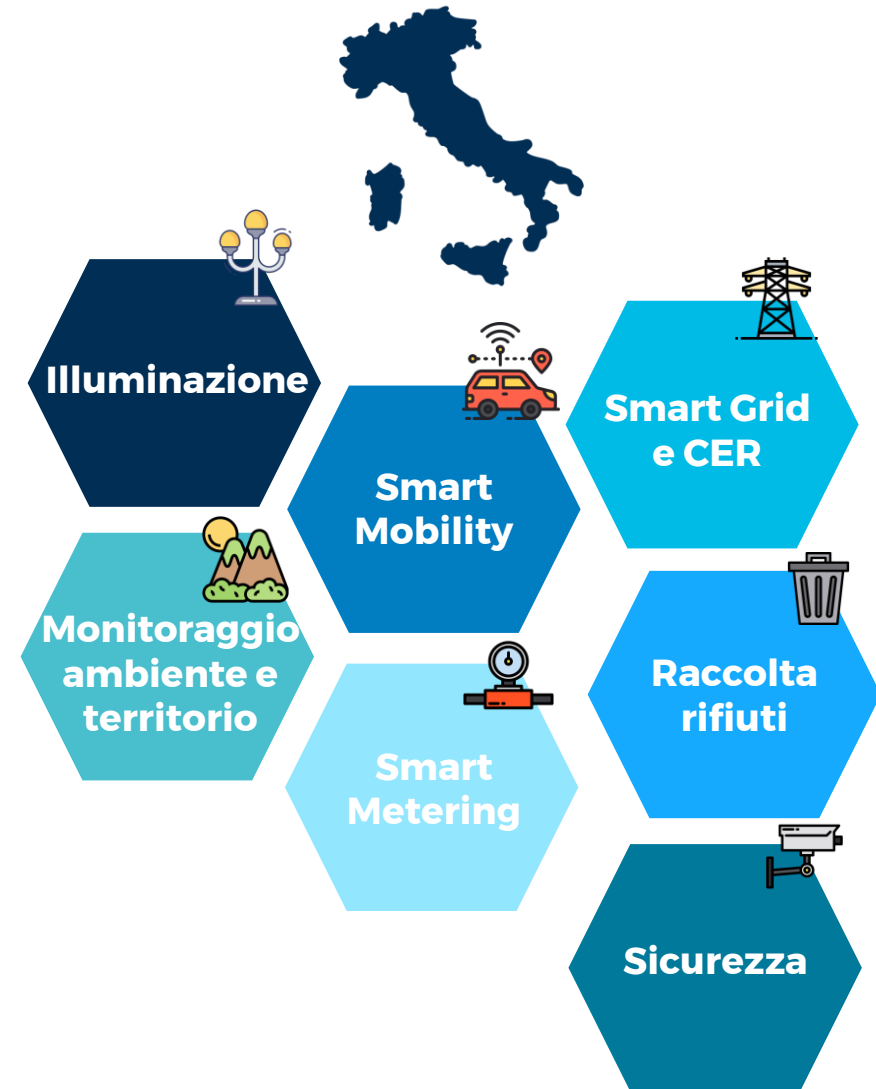 Illuminazione
Smart
Mobility
Smart Grid
e CER
Monitoraggio
ambiente e
territorio
Smart
Metering
Raccolta
rifiuti
Sicurezza